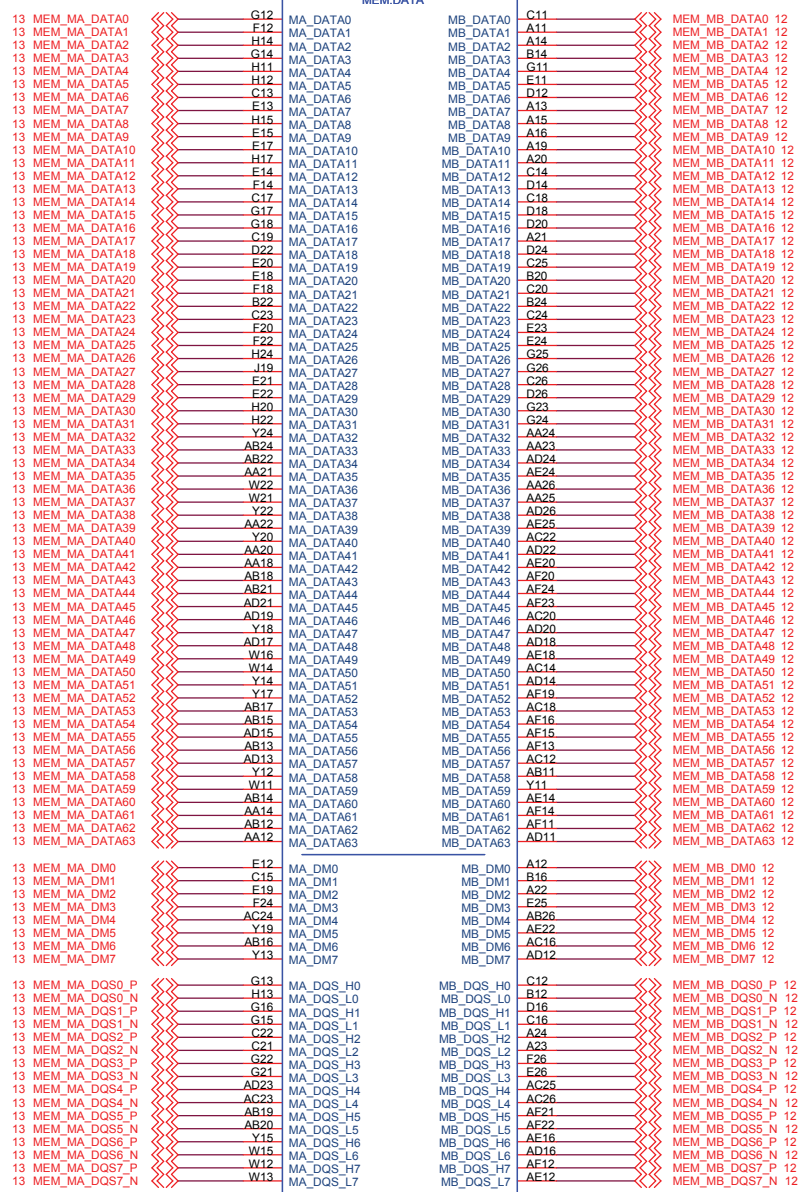 MEM:DATA
13 MEM_MA_DATA0 G12 MA_DATA0 MB_DATA0 C11 MEM_MB_DATA0 12
13 MEM_MA_DATA1 F12 MA_DATA1 MB_DATA1 A11 MEM_MB_DATA1 12
13 MEM_MA_DATA2 H14 MA_DATA2 MB_DATA2 A14 MEM_MB_DATA2 12
13 MEM_MA_DATA3 G14 MA_DATA3 MB_DATA3 B14 MEM_MB_DATA3 12
13 MEM_MA_DATA4 H11 MA_DATA4 MB_DATA4 G11 MEM_MB_DATA4 12
13 MEM_MA_DATA5 H12 MA_DATA5 MB_DATA5 E11 MEM_MB_DATA5 12
13 MEM_MA_DATA6 C13 MA_DATA6 MB_DATA6 D12 MEM_MB_DATA6 12
13 MEM_MA_DATA7 E13 MA_DATA7 MB_DATA7 A13 MEM_MB_DATA7 12
13 MEM_MA_DATA8 H15 MA_DATA8 MB_DATA8 A15 MEM_MB_DATA8 12
13 MEM_MA_DATA9 E15 MA_DATA9 MB_DATA9 A16 MEM_MB_DATA9 12
13 MEM_MA_DATA10 E17 MA_DATA10 MB_DATA10 A19 MEM_MB_DATA10 12
13 MEM_MA_DATA11 H17 MA_DATA11 MB_DATA11 A20 MEM_MB_DATA11 12
13 MEM_MA_DATA12 E14 MA_DATA12 MB_DATA12 C14 MEM_MB_DATA12 12
13 MEM_MA_DATA13 F14 MA_DATA13 MB_DATA13 D14 MEM_MB_DATA13 12
13 MEM_MA_DATA14 C17 MA_DATA14 MB_DATA14 C18 MEM_MB_DATA14 12
13 MEM_MA_DATA15 G17 MA_DATA15 MB_DATA15 D18 MEM_MB_DATA15 12
13 MEM_MA_DATA16 G18 MA_DATA16 MB_DATA16 D20 MEM_MB_DATA16 12
13 MEM_MA_DATA17 C19 MA_DATA17 MB_DATA17 A21 MEM_MB_DATA17 12
13 MEM_MA_DATA18 D22 MA_DATA18 MB_DATA18 D24 MEM_MB_DATA18 12
13 MEM_MA_DATA19 E20 MA_DATA19 MB_DATA19 C25 MEM_MB_DATA19 12
13 MEM_MA_DATA20 E18 MA_DATA20 MB_DATA20 B20 MEM_MB_DATA20 12
13 MEM_MA_DATA21 F18 MA_DATA21 MB_DATA21 C20 MEM_MB_DATA21 12
13 MEM_MA_DATA22 B22 MA_DATA22 MB_DATA22 B24 MEM_MB_DATA22 12
13 MEM_MA_DATA23 C23 MA_DATA23 MB_DATA23 C24 MEM_MB_DATA23 12
13 MEM_MA_DATA24 F20 MA_DATA24 MB_DATA24 E23 MEM_MB_DATA24 12
13 MEM_MA_DATA25 F22 MA_DATA25 MB_DATA25 E24 MEM_MB_DATA25 12
13 MEM_MA_DATA26 H24 MA_DATA26 MB_DATA26 G25 MEM_MB_DATA26 12
13 MEM_MA_DATA27 J19 MA_DATA27 MB_DATA27 G26 MEM_MB_DATA27 12
13 MEM_MA_DATA28 E21 MA_DATA28 MB_DATA28 C26 MEM_MB_DATA28 12
13 MEM_MA_DATA29 E22 MA_DATA29 MB_DATA29 D26 MEM_MB_DATA29 12
13 MEM_MA_DATA30 H20 MA_DATA30 MB_DATA30 G23 MEM_MB_DATA30 12
13 MEM_MA_DATA31 H22 MA_DATA31 MB_DATA31 G24 MEM_MB_DATA31 12
13 MEM_MA_DATA32 Y24 MA_DATA32 MB_DATA32 AA24 MEM_MB_DATA32 12
13 MEM_MA_DATA33 AB24 MA_DATA33 MB_DATA33 AA23 MEM_MB_DATA33 12
13 MEM_MA_DATA34 AB22 MA_DATA34 MB_DATA34 AD24 MEM_MB_DATA34 12
13 MEM_MA_DATA35 AA21 MA_DATA35 MB_DATA35 AE24 MEM_MB_DATA35 12
13 MEM_MA_DATA36 W22 MA_DATA36 MB_DATA36 AA26 MEM_MB_DATA36 12
13 MEM_MA_DATA37 W21 MA_DATA37 MB_DATA37 AA25 MEM_MB_DATA37 12
13 MEM_MA_DATA38 Y22 MA_DATA38 MB_DATA38 AD26 MEM_MB_DATA38 12
13 MEM_MA_DATA39 AA22 MA_DATA39 MB_DATA39 AE25 MEM_MB_DATA39 12
13 MEM_MA_DATA40 Y20 MA_DATA40 MB_DATA40 AC22 MEM_MB_DATA40 12
13 MEM_MA_DATA41 AA20 MA_DATA41 MB_DATA41 AD22 MEM_MB_DATA41 12
13 MEM_MA_DATA42 AA18 MA_DATA42 MB_DATA42 AE20 MEM_MB_DATA42 12
13 MEM_MA_DATA43 AB18 MA_DATA43 MB_DATA43 AF20 MEM_MB_DATA43 12
13 MEM_MA_DATA44 AB21 MA_DATA44 MB_DATA44 AF24 MEM_MB_DATA44 12
13 MEM_MA_DATA45 AD21 MA_DATA45 MB_DATA45 AF23 MEM_MB_DATA45 12
13 MEM_MA_DATA46 AD19 MA_DATA46 MB_DATA46 AC20 MEM_MB_DATA46 12
13 MEM_MA_DATA47 Y18 MA_DATA47 MB_DATA47 AD20 MEM_MB_DATA47 12
13 MEM_MA_DATA48 AD17 MA_DATA48 MB_DATA48 AD18 MEM_MB_DATA48 12
13 MEM_MA_DATA49 W16 MA_DATA49 MB_DATA49 AE18 MEM_MB_DATA49 12
13 MEM_MA_DATA50 W14 MA_DATA50 MB_DATA50 AC14 MEM_MB_DATA50 12
13 MEM_MA_DATA51 Y14 MA_DATA51 MB_DATA51 AD14 MEM_MB_DATA51 12
13 MEM_MA_DATA52 Y17 MA_DATA52 MB_DATA52 AF19 MEM_MB_DATA52 12
13 MEM_MA_DATA53 AB17 MA_DATA53 MB_DATA53 AC18 MEM_MB_DATA53 12
13 MEM_MA_DATA54 AB15 MA_DATA54 MB_DATA54 AF16 MEM_MB_DATA54 12
13 MEM_MA_DATA55 AD15 MA_DATA55 MB_DATA55 AF15 MEM_MB_DATA55 12
13 MEM_MA_DATA56 AB13 MA_DATA56 MB_DATA56 AF13 MEM_MB_DATA56 12
13 MEM_MA_DATA57 AD13 MA_DATA57 MB_DATA57 AC12 MEM_MB_DATA57 12
13 MEM_MA_DATA58 Y12 MA_DATA58 MB_DATA58 AB11 MEM_MB_DATA58 12
13 MEM_MA_DATA59 W11 MA_DATA59 MB_DATA59 Y11 MEM_MB_DATA59 12
13 MEM_MA_DATA60 AB14 MA_DATA60 MB_DATA60 AE14 MEM_MB_DATA60 12
13 MEM_MA_DATA61 AA14 MA_DATA61 MB_DATA61 AF14 MEM_MB_DATA61 12
13 MEM_MA_DATA62 AB12 MA_DATA62 MB_DATA62 AF11 MEM_MB_DATA62 12
13 MEM_MA_DATA63 AA12 MA_DATA63 MB_DATA63 AD11 MEM_MB_DATA63 12
13 MEM_MA_DM0 E12 MA_DM0 MB_DM0 A12 MEM_MB_DM0 12
13 MEM_MA_DM1 C15 MA_DM1 MB_DM1 B16 MEM_MB_DM1 12
13 MEM_MA_DM2 E19 MA_DM2 MB_DM2 A22 MEM_MB_DM2 12
13 MEM_MA_DM3 F24 MA_DM3 MB_DM3 E25 MEM_MB_DM3 12
13 MEM_MA_DM4 AC24 MA_DM4 MB_DM4 AB26 MEM_MB_DM4 12
13 MEM_MA_DM5 Y19 MA_DM5 MB_DM5 AE22 MEM_MB_DM5 12
13 MEM_MA_DM6 AB16 MA_DM6 MB_DM6 AC16 MEM_MB_DM6 12
13 MEM_MA_DM7 Y13 MA_DM7 MB_DM7 AD12 MEM_MB_DM7 12
13 MEM_MA_DQS0_P G13 MA_DQS_H0 MB_DQS_H0 C12 MEM_MB_DQS0_P 12
13 MEM_MA_DQS0_N H13 MA_DQS_L0 MB_DQS_L0 B12 MEM_MB_DQS0_N 12
13 MEM_MA_DQS1_P G16 MA_DQS_H1 MB_DQS_H1 D16 MEM_MB_DQS1_P 12
13 MEM_MA_DQS1_N G15 MA_DQS_L1 MB_DQS_L1 C16 MEM_MB_DQS1_N 12
13 MEM_MA_DQS2_P C22 MA_DQS_H2 MB_DQS_H2 A24 MEM_MB_DQS2_P 12
13 MEM_MA_DQS2_N C21 MA_DQS_L2 MB_DQS_L2 A23 MEM_MB_DQS2_N 12
13 MEM_MA_DQS3_P G22 MA_DQS_H3 MB_DQS_H3 F26 MEM_MB_DQS3_P 12
13 MEM_MA_DQS3_N G21 MA_DQS_L3 MB_DQS_L3 E26 MEM_MB_DQS3_N 12
13 MEM_MA_DQS4_P AD23 MA_DQS_H4 MB_DQS_H4 AC25 MEM_MB_DQS4_P 12
13 MEM_MA_DQS4_N AC23 MA_DQS_L4 MB_DQS_L4 AC26 MEM_MB_DQS4_N 12
13 MEM_MA_DQS5_P AB19 MA_DQS_H5 MB_DQS_H5 AF21 MEM_MB_DQS5_P 12
13 MEM_MA_DQS5_N AB20 MA_DQS_L5 MB_DQS_L5 AF22 MEM_MB_DQS5_N 12
13 MEM_MA_DQS6_P Y15 MA_DQS_H6 MB_DQS_H6 AE16 MEM_MB_DQS6_P 12
13 MEM_MA_DQS6_N W15 MA_DQS_L6 MB_DQS_L6 AD16 MEM_MB_DQS6_N 12
13 MEM_MA_DQS7_P W12 MA_DQS_H7 MB_DQS_H7 AF12 MEM_MB_DQS7_P 12
13 MEM_MA_DQS7_N W13 MA_DQS_L7 MB_DQS_L7 AE12 MEM_MB_DQS7_N 12